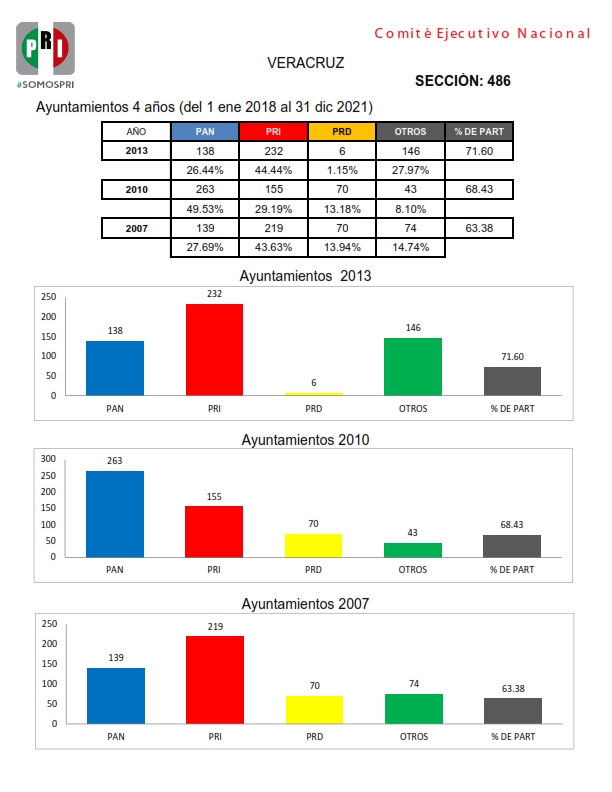 Comité Ejecutivo Nacional
PRI
#SOMOSPRI
VERACRUZ
SECCIÓN: 486
Ayuntamientos 4 años (del 1 ene 2018 al 31 dic 2021)
AÑO PAN PRI PRD OTROS % DE PART
2013 138 232 6 146 71.60
26.44% 44.44% 1.15% 27.97%
2010 263 155 70 43 68.43
49.53% 29.19% 13.18% 8.10%
2007 139 219 70 74 63.38
27.69% 43.63% 13.94% 14.74%
Ayuntamientos 2013
250
200
150
100
50
0
138
232
6
146
71.60
PAN PRI PRD OTROS % DE PART
Ayuntamientos 2010
300
250
200
150
100
50
0
263
155
70
43
68.43
PAN PRI PRD OTROS % DE PART
Ayuntamientos 2007
250
200
150
100
50
0
139
219
70
74
63.38
PAN PRI PRD OTROS % DE PART